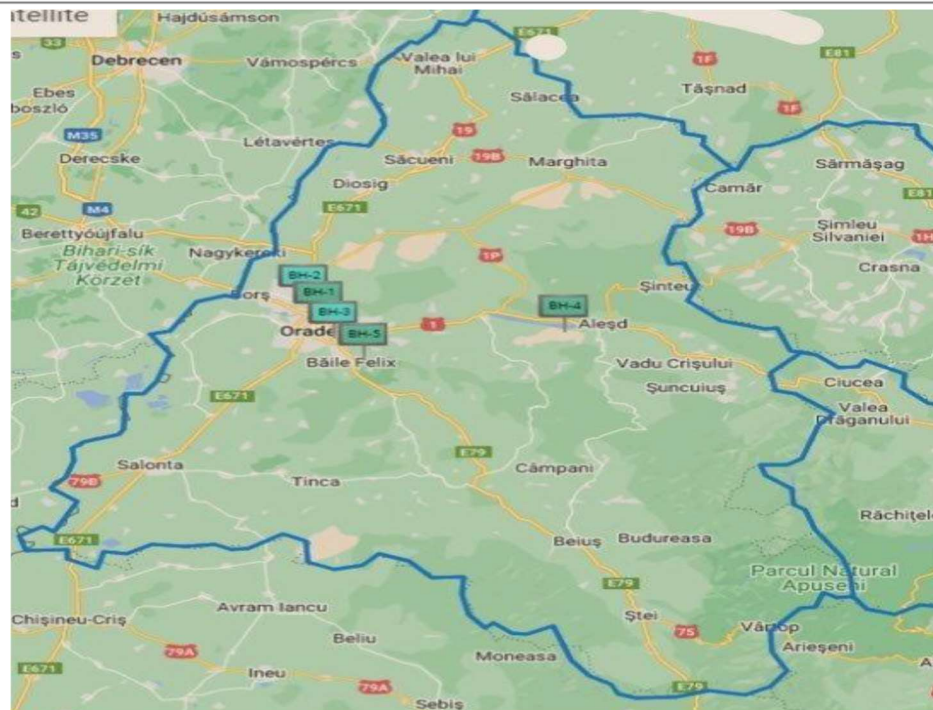 Hajdúsámson
E671
33
Debrecen
Vámospércs
Valea lui
Mihai
E81
1F
Ebes
Tășnad
Sălacea
1F
M35
Létavértes
19
Derecske
Săcueni
19B
Marghita
Sărmășag
Diosig
Camăr
E81
42
M4
E671
Berettyóújfalu
19B
Șimleu
Silvaniei
1H
Bihari-sík
Tájvédelmi
Körzet
Nagykereki
1P
Crasna
BH-2
BH-1
Borș
Șinteu
BH-3
BH-4
Orade
BH-5
1
Aleșd
Băile Felix
Vadu Crișului
Șuncuiuș
Ciucea
E671
Valea
Drăganului
E79
Salonta
79B
Câmpani
Tinca
Răchițele
E671
Beiuș
Budureasa
Parcul Natural
Apuseni
E79
Chișineu-Criș
Avram Iancu
Ștei
75
Vârtop
Beliu
Arieșeni
79A
Moneasa
E671
Ineu
79A
E79
Sebiș